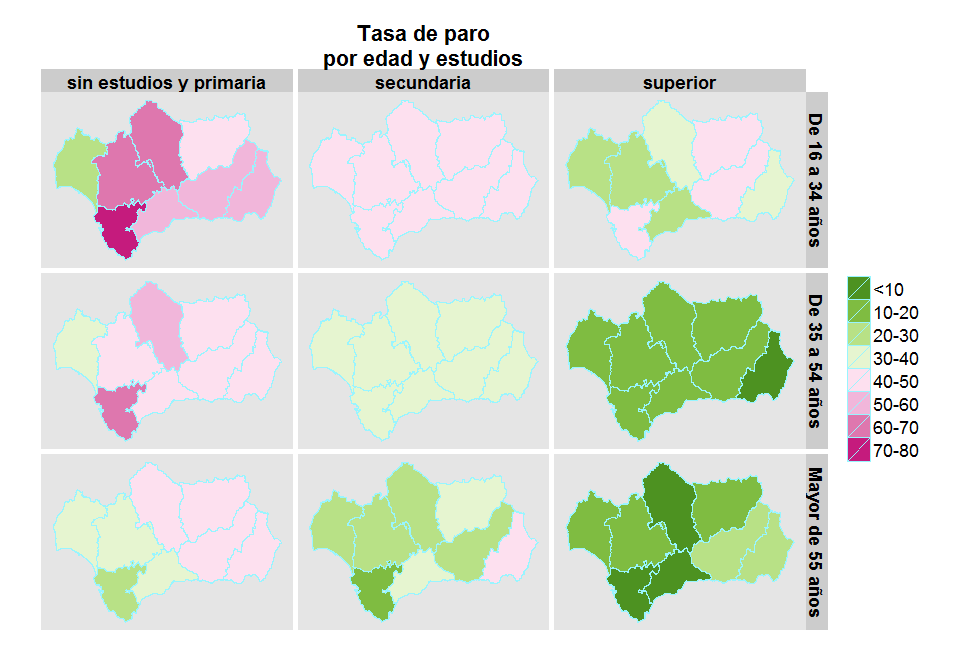 Tasa de paro
por edad y estudios
sin estudios y primaria
secundaria
superior
De 16 a 34 años
De 35 a 54 años
Mayor de 55 años
<10
10-20
20-30
30-40
40-50
50-60
60-70
70-80